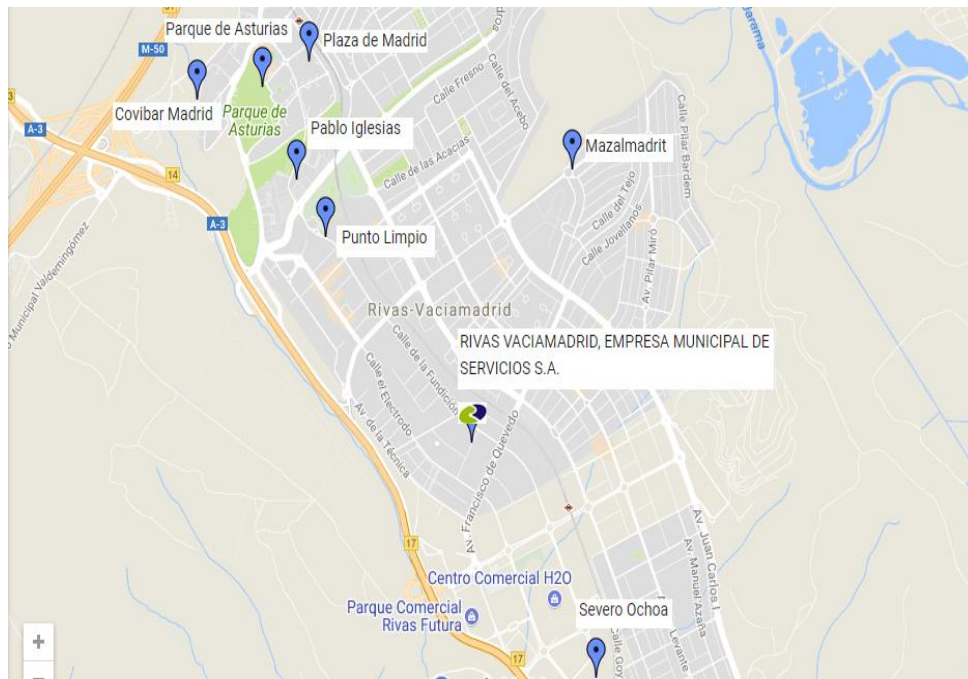 Parque de Asturias
Plaza de Madrid
M-50
Covibar Madrid
Parque de
Asturias
Calle Fresno
Calle del Acebo
Calle Pilar Bardem
A-3
Pablo Iglesias
Mazalmadrit
14
Calle de las Acacias
Calle del Tejo
Calle Jovellanos
A-3
Punto Limpio
Av. Pilar Miró
Municipal Valdemingómez
Rivas-Vaciamadrid
RIVAS VACIAMADRID, EMPRESA MUNICIPAL DE
SERVICIOS S.A.
Calle de la Fundición
Calle el Electrodo
Av. de la Técnica
Av. Francisco de Quevedo
17
Av. Juan Carlos I
Av. Manuel Azaña
Centro Comercial H2O
Parque Comercial
Rivas Futura
Severo Ochoa
Calle Goy
Levante
17
+